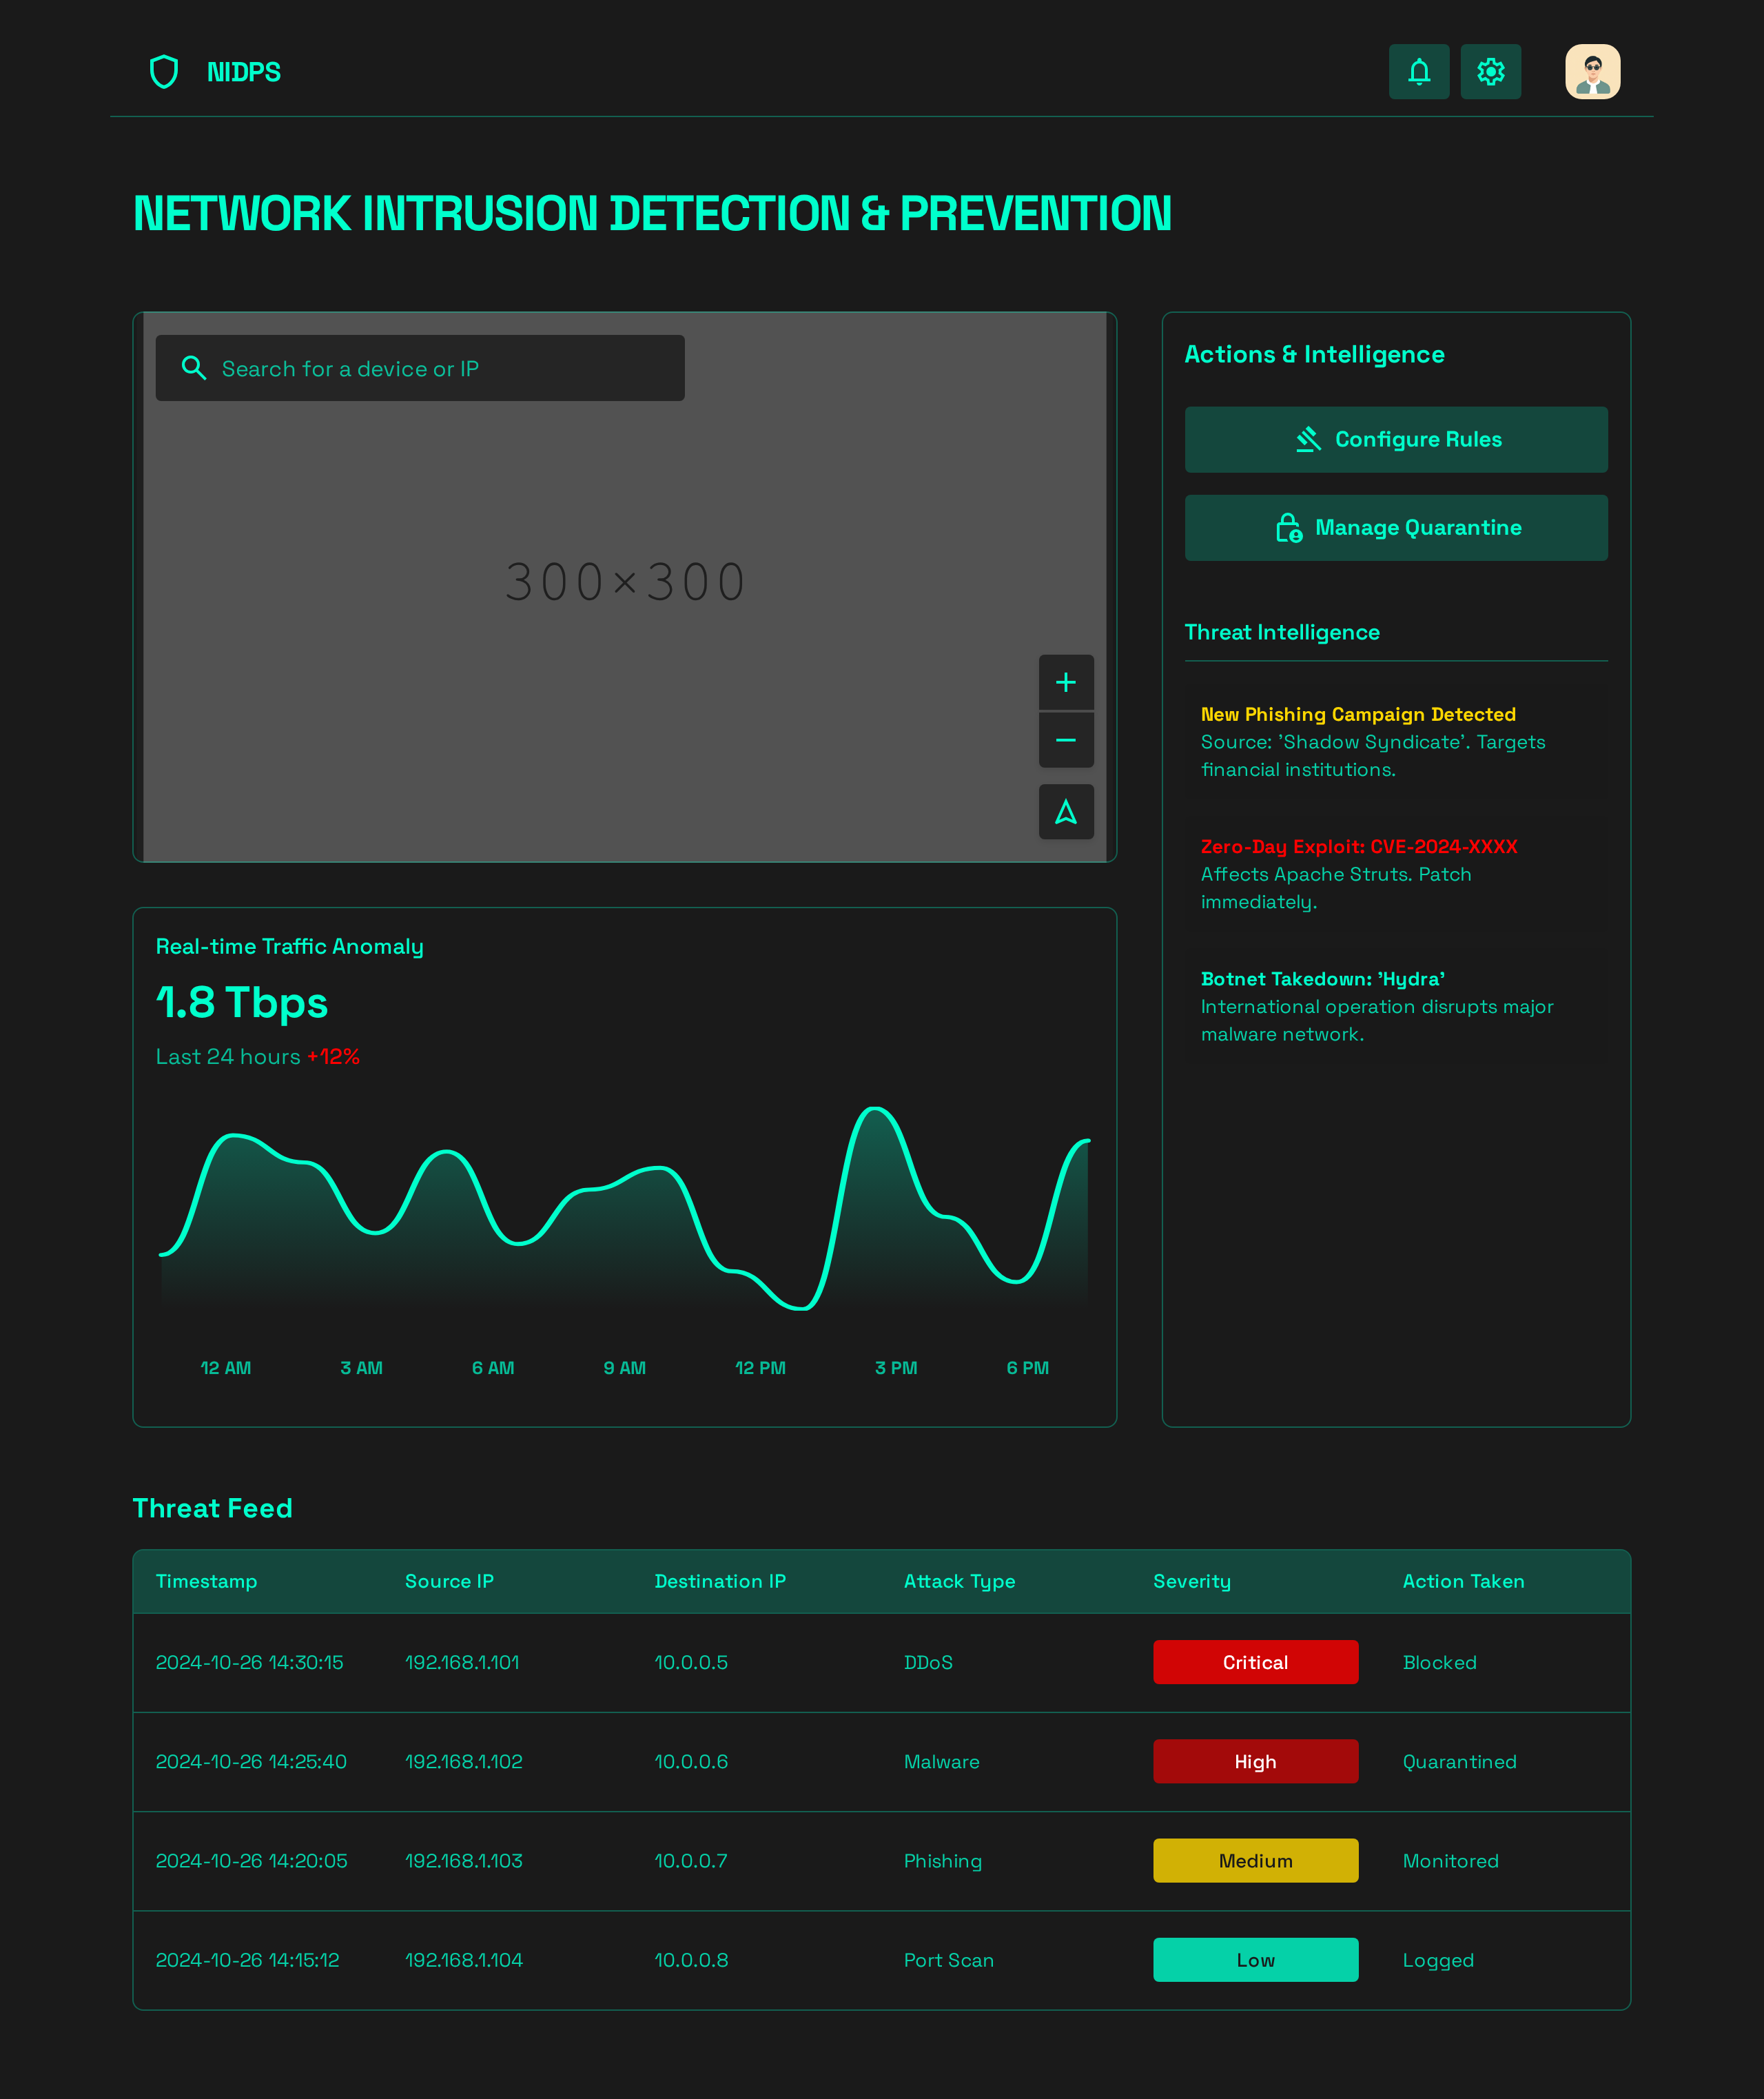 NIDPS
NETWORK INTRUSION DETECTION & PREVENTION
Search for a device or IP
300×300
Actions & Intelligence
Configure Rules
Manage Quarantine
Threat Intelligence
New Phishing Campaign Detected
Source: 'Shadow Syndicate'. Targets
financial institutions.
Zero-Day Exploit: CVE-2024-XXXX
Affects Apache Struts. Patch
immediately.
Botnet Takedown: 'Hydra'
International operation disrupts major
malware network.
Real-time Traffic Anomaly
1.8 Tbps
Last 24 hours +12%
12 AM 3 AM 6 AM 9 AM 12 PM 3 PM 6 PM
Threat Feed
Timestamp Source IP Destination IP Attack Type Severity Action Taken
2024-10-26 14:30:15 192.168.1.101 10.0.0.5 DDoS Critical Blocked
2024-10-26 14:25:40 192.168.1.102 10.0.0.6 Malware High Quarantined
2024-10-26 14:20:05 192.168.1.103 10.0.0.7 Phishing Medium Monitored
2024-10-26 14:15:12 192.168.1.104 10.0.0.8 Port Scan Low Logged